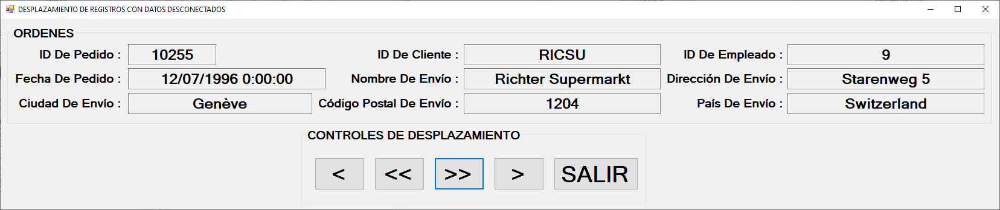 DESPLAZAMIENTO DE REGISTROS CON DATOS DESCONECTADOS
ORDENES
ID De Pedido : 10255 ID De Cliente : RICSU ID De Empleado : 9
Fecha De Pedido : 12/07/1996 0:00:00 Nombre De Envío : Richter Supermarkt Dirección De Envío : Starenweg 5
Ciudad De Envío : Genève Código Postal De Envío : 1204 País De Envío : Switzerland
CONTROLES DE DESPLAZAMIENTO
< << >> > SALIR